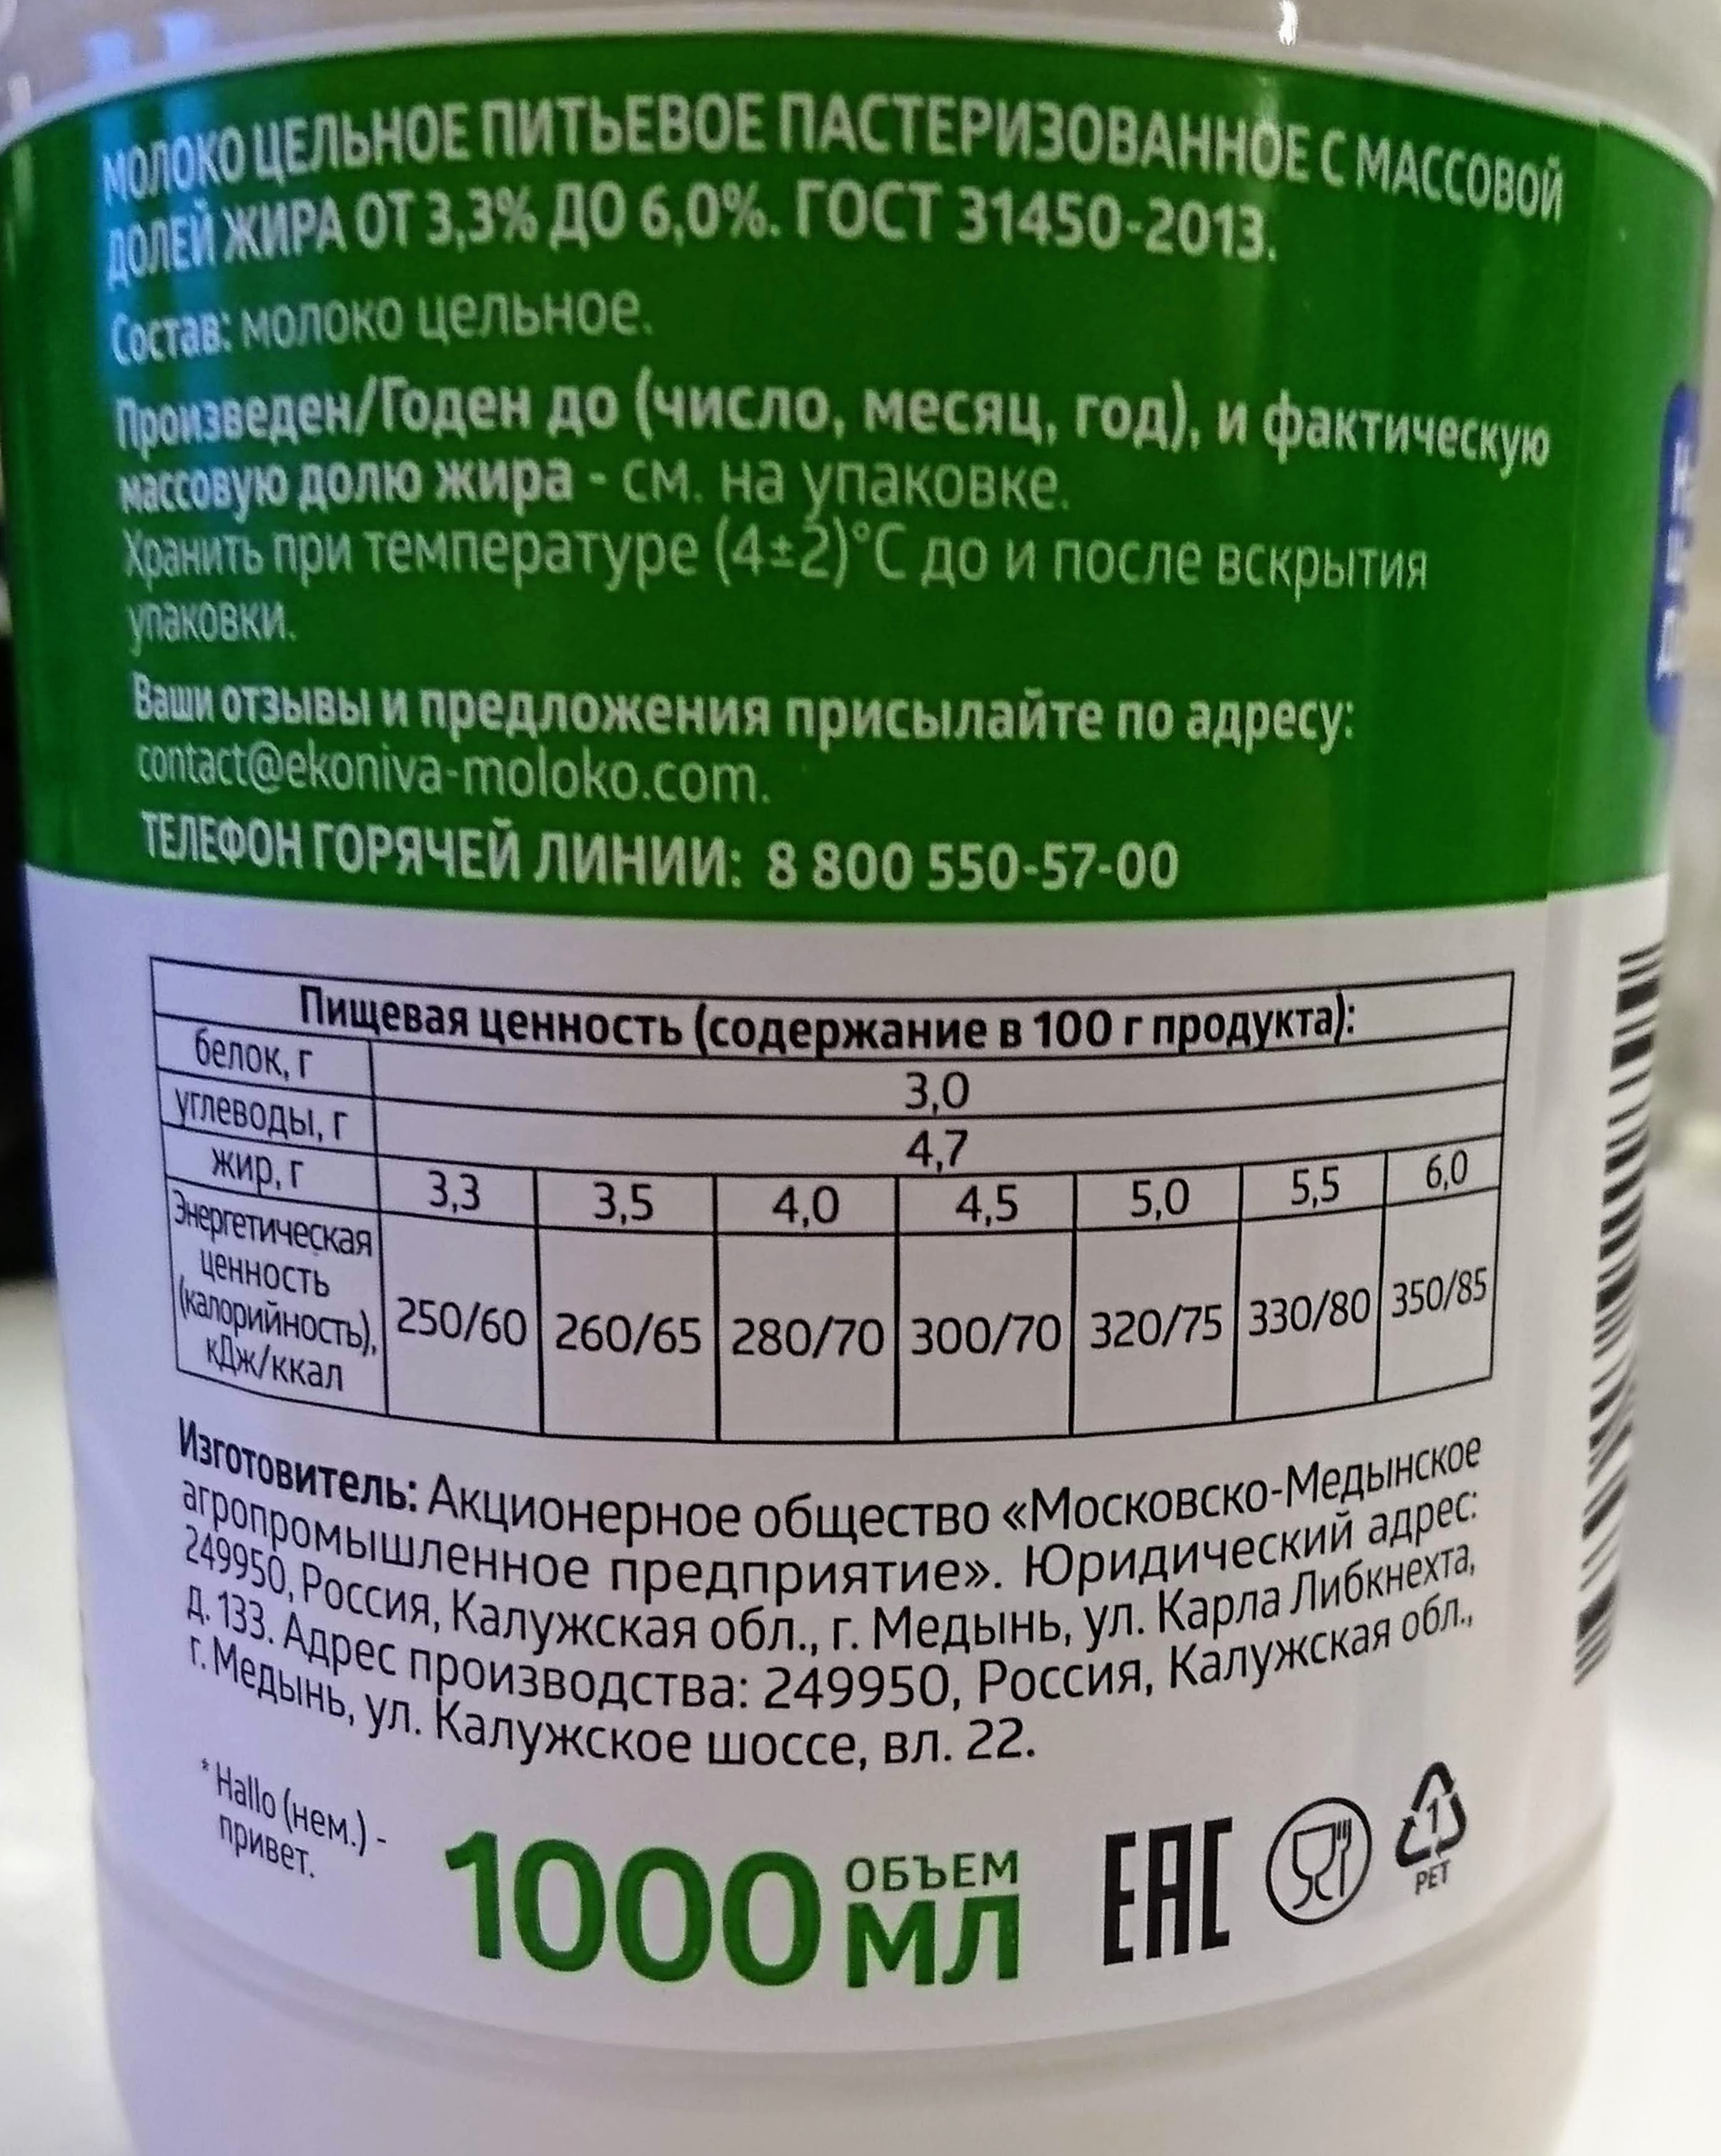 МОЛОКО ЦЕЛЬНОЕ ПИТЬЕВОЕ ПАСТЕРИЗОВАННОЕ С МАССОВОЙ
ДОЛЕЙ ЖИРА ОТ 3,3% ДО 6,0%. ГОСТ 31450-2013.
Состав: молоко цельное.
Произведен/Годен до (число, месяц, год), и фактическую
массовую долю жира - см. на упаковке.
Хранить при температуре (4±2)°С до и после вскрытия
упаковки.
Ваши отзывы и предложения присылайте по адресу:
contact@ekoniva-moloko.com.
ТЕЛЕФОН ГОРЯЧЕЙ ЛИНИИ: 8 800 550-57-00
Пищевая ценность (содержание в 100 г продукта):
белок, г 3,0
углеводы, г 4,7
жир, г 3,3 3,5 4,0 4,5 5,0 5,5 6,0
Энергетическая
ценность
(калорийность),
кДж/ккал
250/60 260/65 280/70 300/70 320/75 330/80 350/85
Изготовитель: Акционерное общество «Московско-Медынское
агропромышленное предприятие». Юридический адрес:
249950, Россия, Калужская обл., г. Медынь, ул. Карла Либкнехта,
д. 133. Адрес производства: 249950, Россия, Калужская обл.,
г. Медынь, ул. Калужское шоссе, вл. 22.
* Hallo (нем.) -
привет.
1000 ОБЪЕМ
МЛ
EAC
1
PET